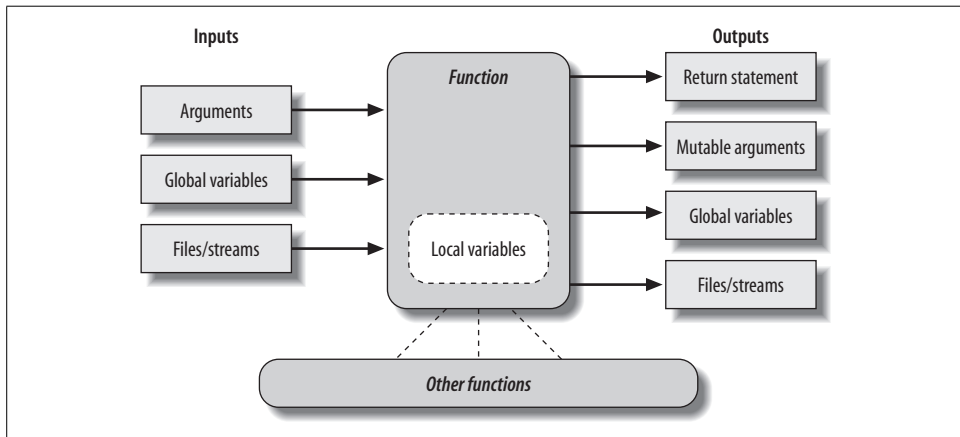 Inputs
Outputs
Function
Arguments
Global variables
Files/streams
Local variables
Return statement
Mutable arguments
Global variables
Files/streams
Other functions